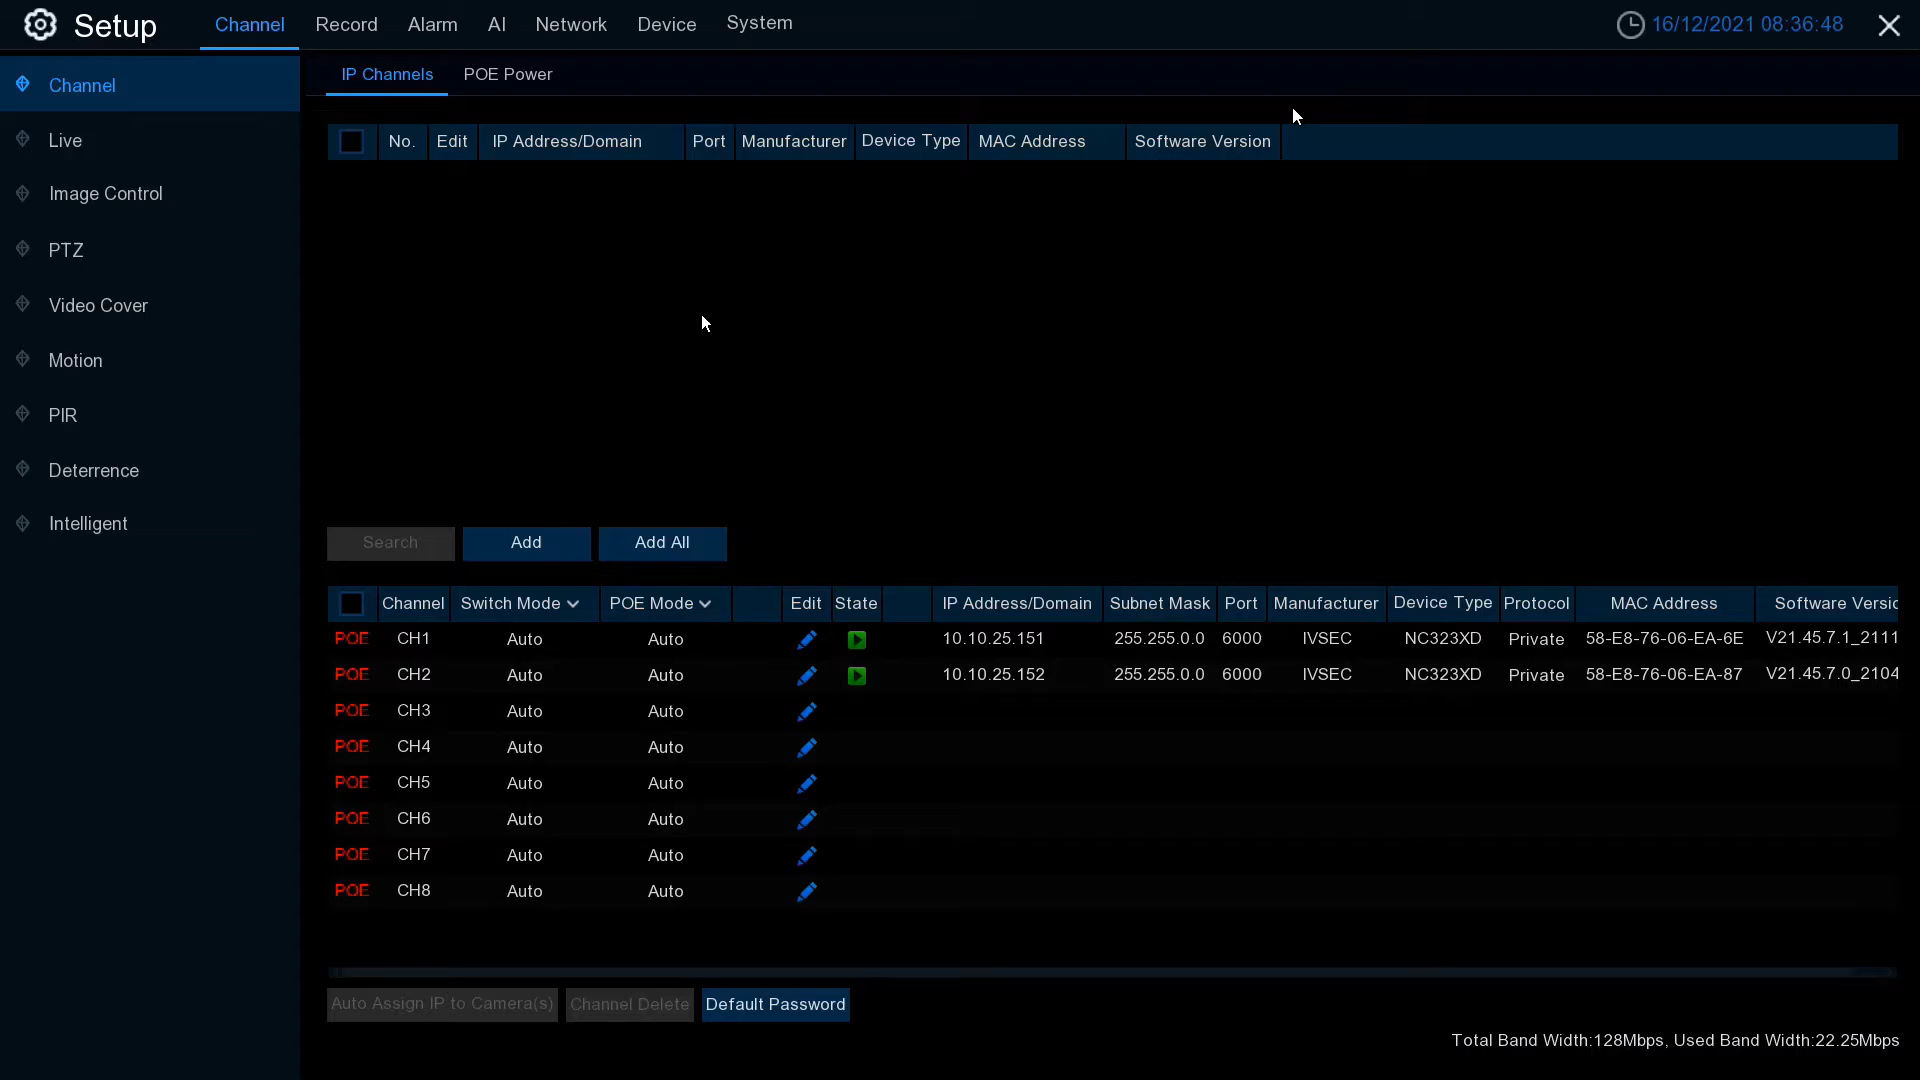 Setup Channel Record Alarm AI Network Device System 16/12/2021 08:36:48
Channel
Live
Image Control
PTZ
Video Cover
Motion
PIR
Deterrence
Intelligent
IP Channels POE Power
No. Edit IP Address/Domain Port Manufacturer Device Type MAC Address Software Version
Search Add Add All
Channel Switch Mode POE Mode Edit State IP Address/Domain Subnet Mask Port Manufacturer Device Type Protocol MAC Address Software Versio
POE CH1 Auto Auto 10.10.25.151 255.255.0.0 6000 IVSEC NC323XD Private 58-E8-76-06-EA-6E V21.45.7.1_2111
POE CH2 Auto Auto 10.10.25.152 255.255.0.0 6000 IVSEC NC323XD Private 58-E8-76-06-EA-87 V21.45.7.0_2104
POE CH3 Auto Auto
POE CH4 Auto Auto
POE CH5 Auto Auto
POE CH6 Auto Auto
POE CH7 Auto Auto
POE CH8 Auto Auto
Auto Assign IP to Camera(s) Channel Delete Default Password
Total Band Width:128Mbps, Used Band Width:22.25Mbps